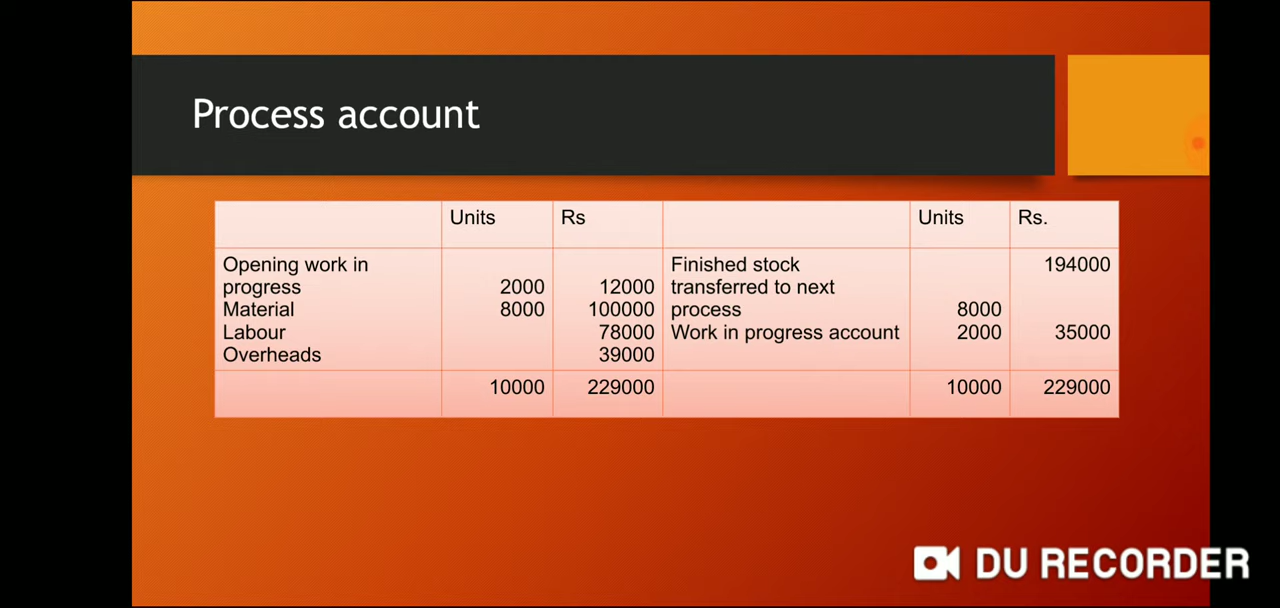 Process account
Units Rs Units Rs.
Opening work in Finished stock 194000
progress 2000 12000 transferred to next
Material 8000 100000 process 8000
Labour 78000 Work in progress account 2000 35000
Overheads 39000
10000 229000 10000 229000
DU RECORDER